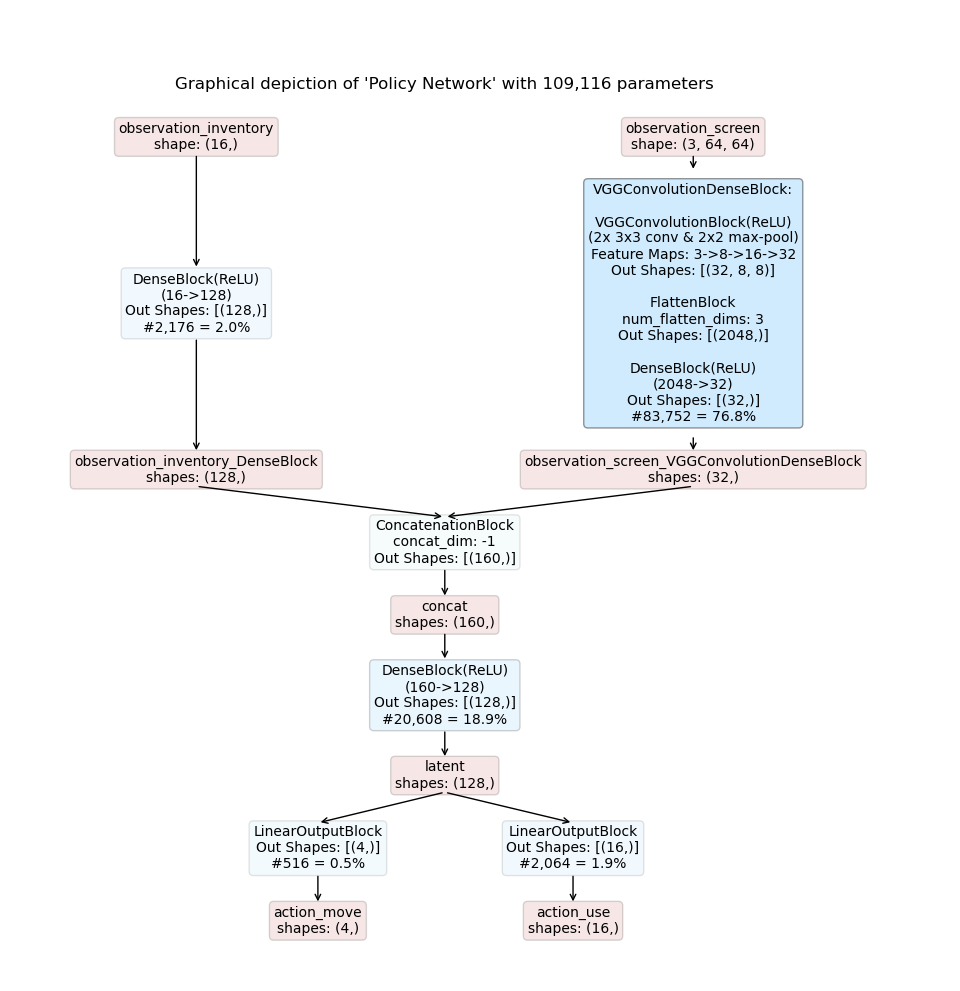 Graphical depiction of 'Policy Network' with 109,116 parameters
observation_inventory
shape: (16,)
observation_screen
shape: (3, 64, 64)
VGGConvolutionDenseBlock:
VGGConvolutionBlock(ReLU)
(2x 3x3 conv & 2x2 max-pool)
Feature Maps: 3->8->16->32
Out Shapes: [(32, 8, 8)]
FlattenBlock
num_flatten_dims: 3
Out Shapes: [(2048,)]
DenseBlock(ReLU)
(2048->32)
Out Shapes: [(32,)]
#83,752 = 76.8%
DenseBlock(ReLU)
(16->128)
Out Shapes: [(128,)]
#2,176 = 2.0%
observation_inventory_DenseBlock
shapes: (128,)
observation_screen_VGGConvolutionDenseBlock
shapes: (32,)
ConcatenationBlock
concat_dim: -1
Out Shapes: [(160,)]
concat
shapes: (160,)
DenseBlock(ReLU)
(160->128)
Out Shapes: [(128,)]
#20,608 = 18.9%
latent
shapes: (128,)
LinearOutputBlock
Out Shapes: [(4,)]
#516 = 0.5%
LinearOutputBlock
Out Shapes: [(16,)]
#2,064 = 1.9%
action_move
shapes: (4,)
action_use
shapes: (16,)